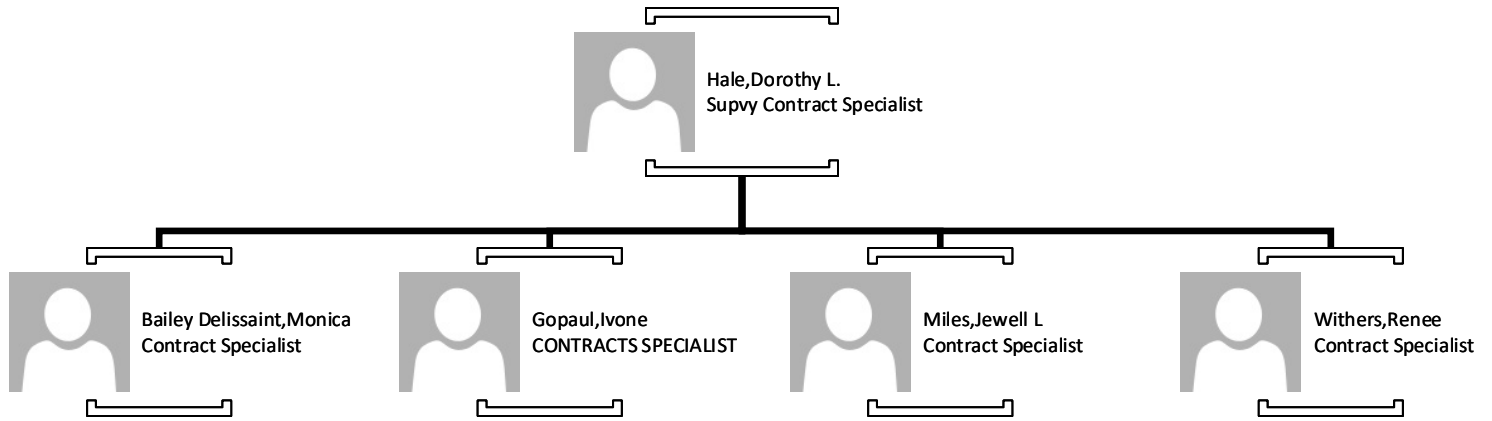 Hale,Dorothy L.
Supvy Contract Specialist
Bailey Delissaint,Monica
Contract Specialist
Gopaul,Ivone
CONTRACTS SPECIALIST
Miles,Jewell L
Contract Specialist
Withers,Renee
Contract Specialist